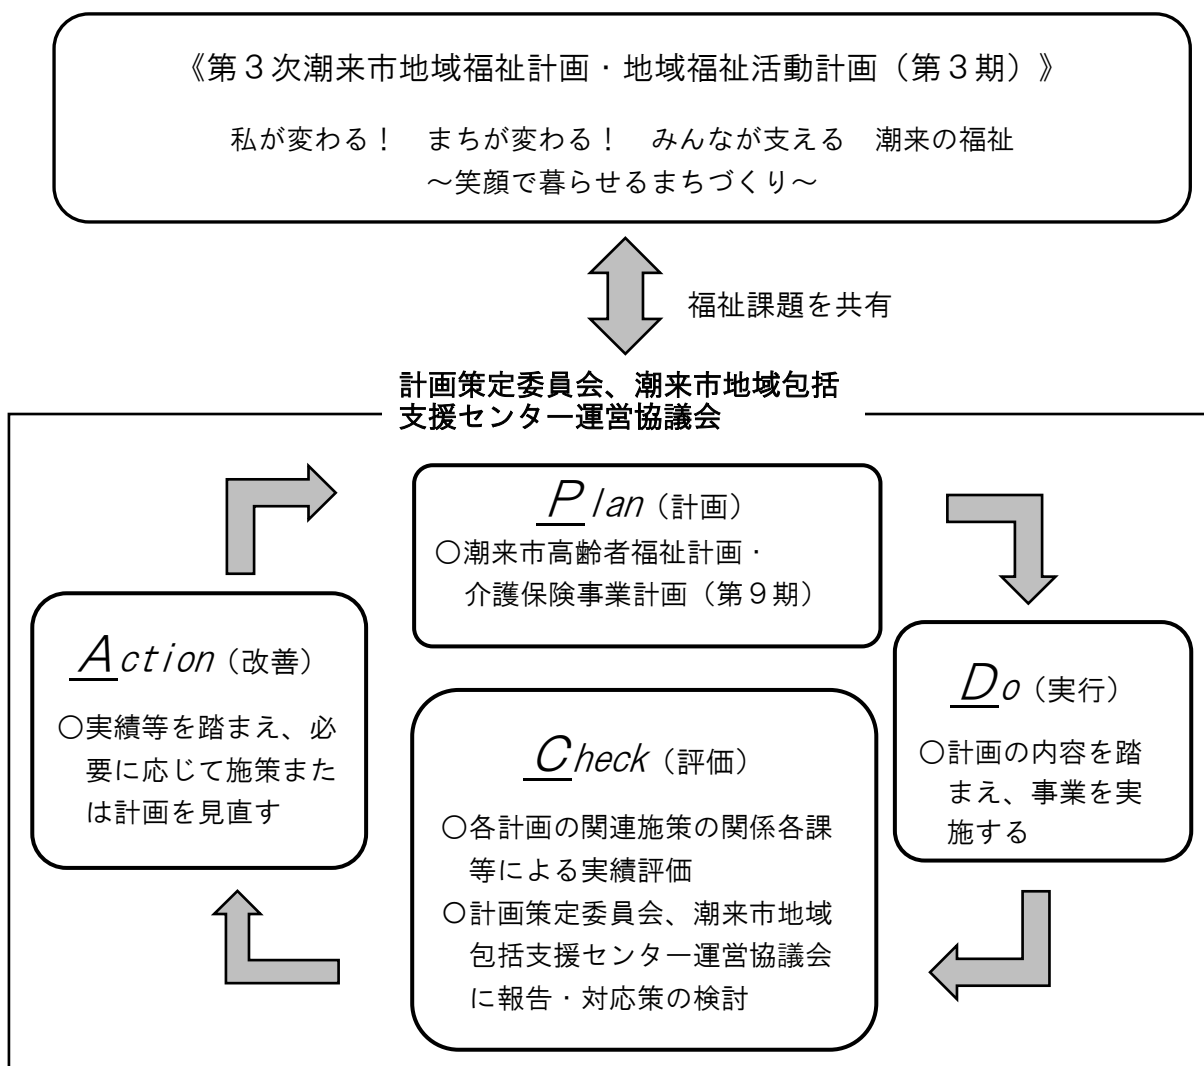 《第３次潮来市地域福祉計画・地域福祉活動計画（第３期）》
私が変わる！　まちが変わる！　みんなが支える　潮来の福祉
～笑顔で暮らせるまちづくり～
福祉課題を共有
計画策定委員会、潮来市地域包括
支援センター運営協議会
Plan（計画）
○潮来市高齢者福祉計画・
介護保険事業計画（第９期）
Do（実行）
○計画の内容を踏
まえ、事業を実
施する
Check（評価）
○各計画の関連施策の関係各課
等による実績評価
○計画策定委員会、潮来市地域
包括支援センター運営協議会
に報告・対応策の検討
Action（改善）
○実績等を踏まえ、必
要に応じて施策また
は計画を見直す